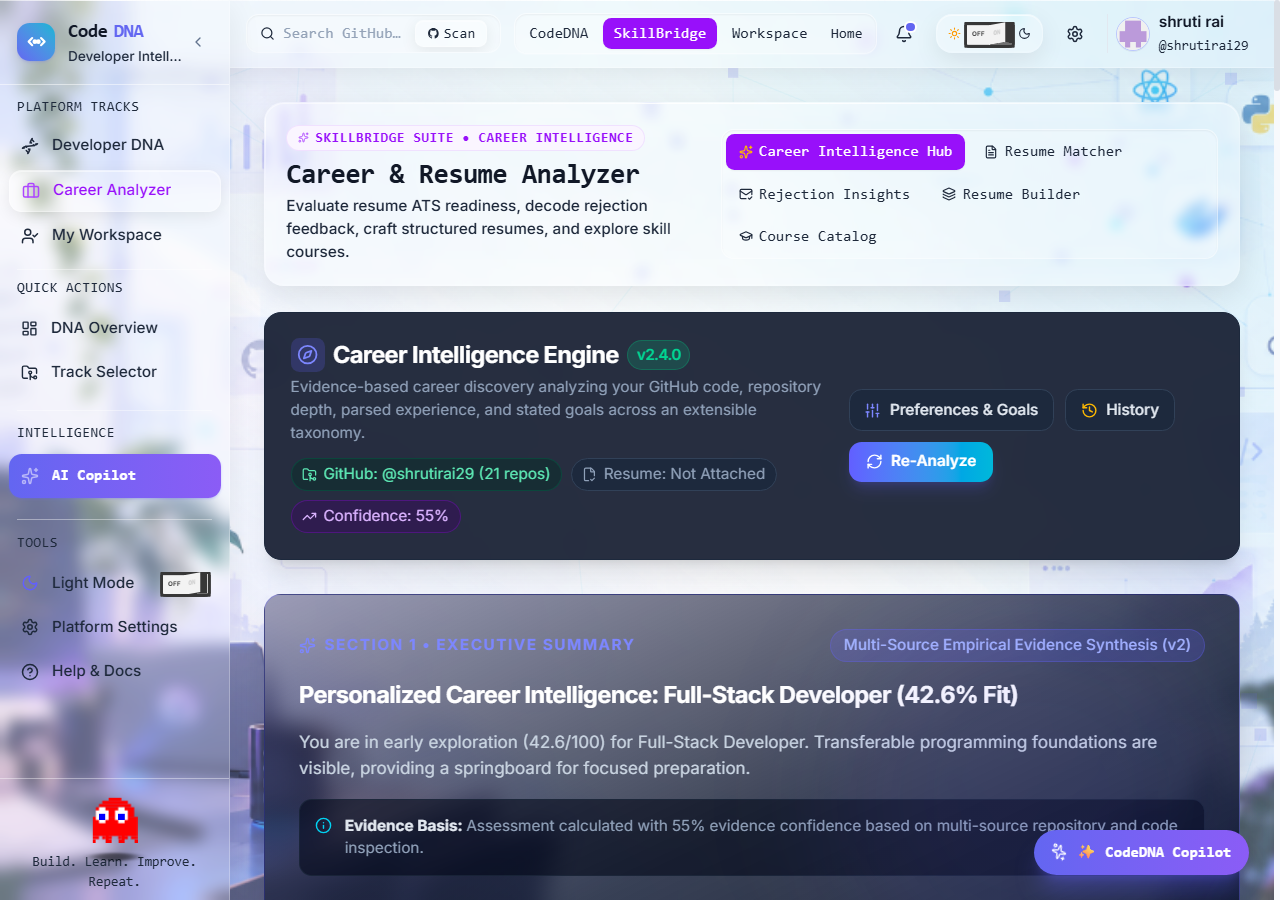 Code DNA
Developer Intell...
PLATFORM TRACKS
Developer DNA
Career Analyzer
My Workspace
QUICK ACTIONS
DNA Overview
Track Selector
INTELLIGENCE
AI Copilot
TOOLS
Light Mode
OFF
Platform Settings
Help & Docs
Build. Learn. Improve.
Repeat.
Search GitHub…
Scan
CodeDNA
SkillBridge
Workspace
Home
OFF
shruti rai
@shrutirai29
SKILLBRIDGE SUITE • CAREER INTELLIGENCE
Career & Resume Analyzer
Evaluate resume ATS readiness, decode rejection
feedback, craft structured resumes, and explore skill
courses.
Career Intelligence Hub
Resume Matcher
Rejection Insights
Resume Builder
Course Catalog
Career Intelligence Engine v2.4.0
Evidence-based career discovery analyzing your GitHub code, repository
depth, parsed experience, and stated goals across an extensible
taxonomy.
GitHub: @shrutirai29 (21 repos)
Resume: Not Attached
Confidence: 55%
Preferences & Goals
History
Re-Analyze
SECTION 1 • EXECUTIVE SUMMARY
Multi-Source Empirical Evidence Synthesis (v2)
Personalized Career Intelligence: Full-Stack Developer (42.6% Fit)
You are in early exploration (42.6/100) for Full-Stack Developer. Transferable programming foundations are
visible, providing a springboard for focused preparation.
Evidence Basis: Assessment calculated with 55% evidence confidence based on multi-source repository and code
inspection.
CodeDNA Copilot